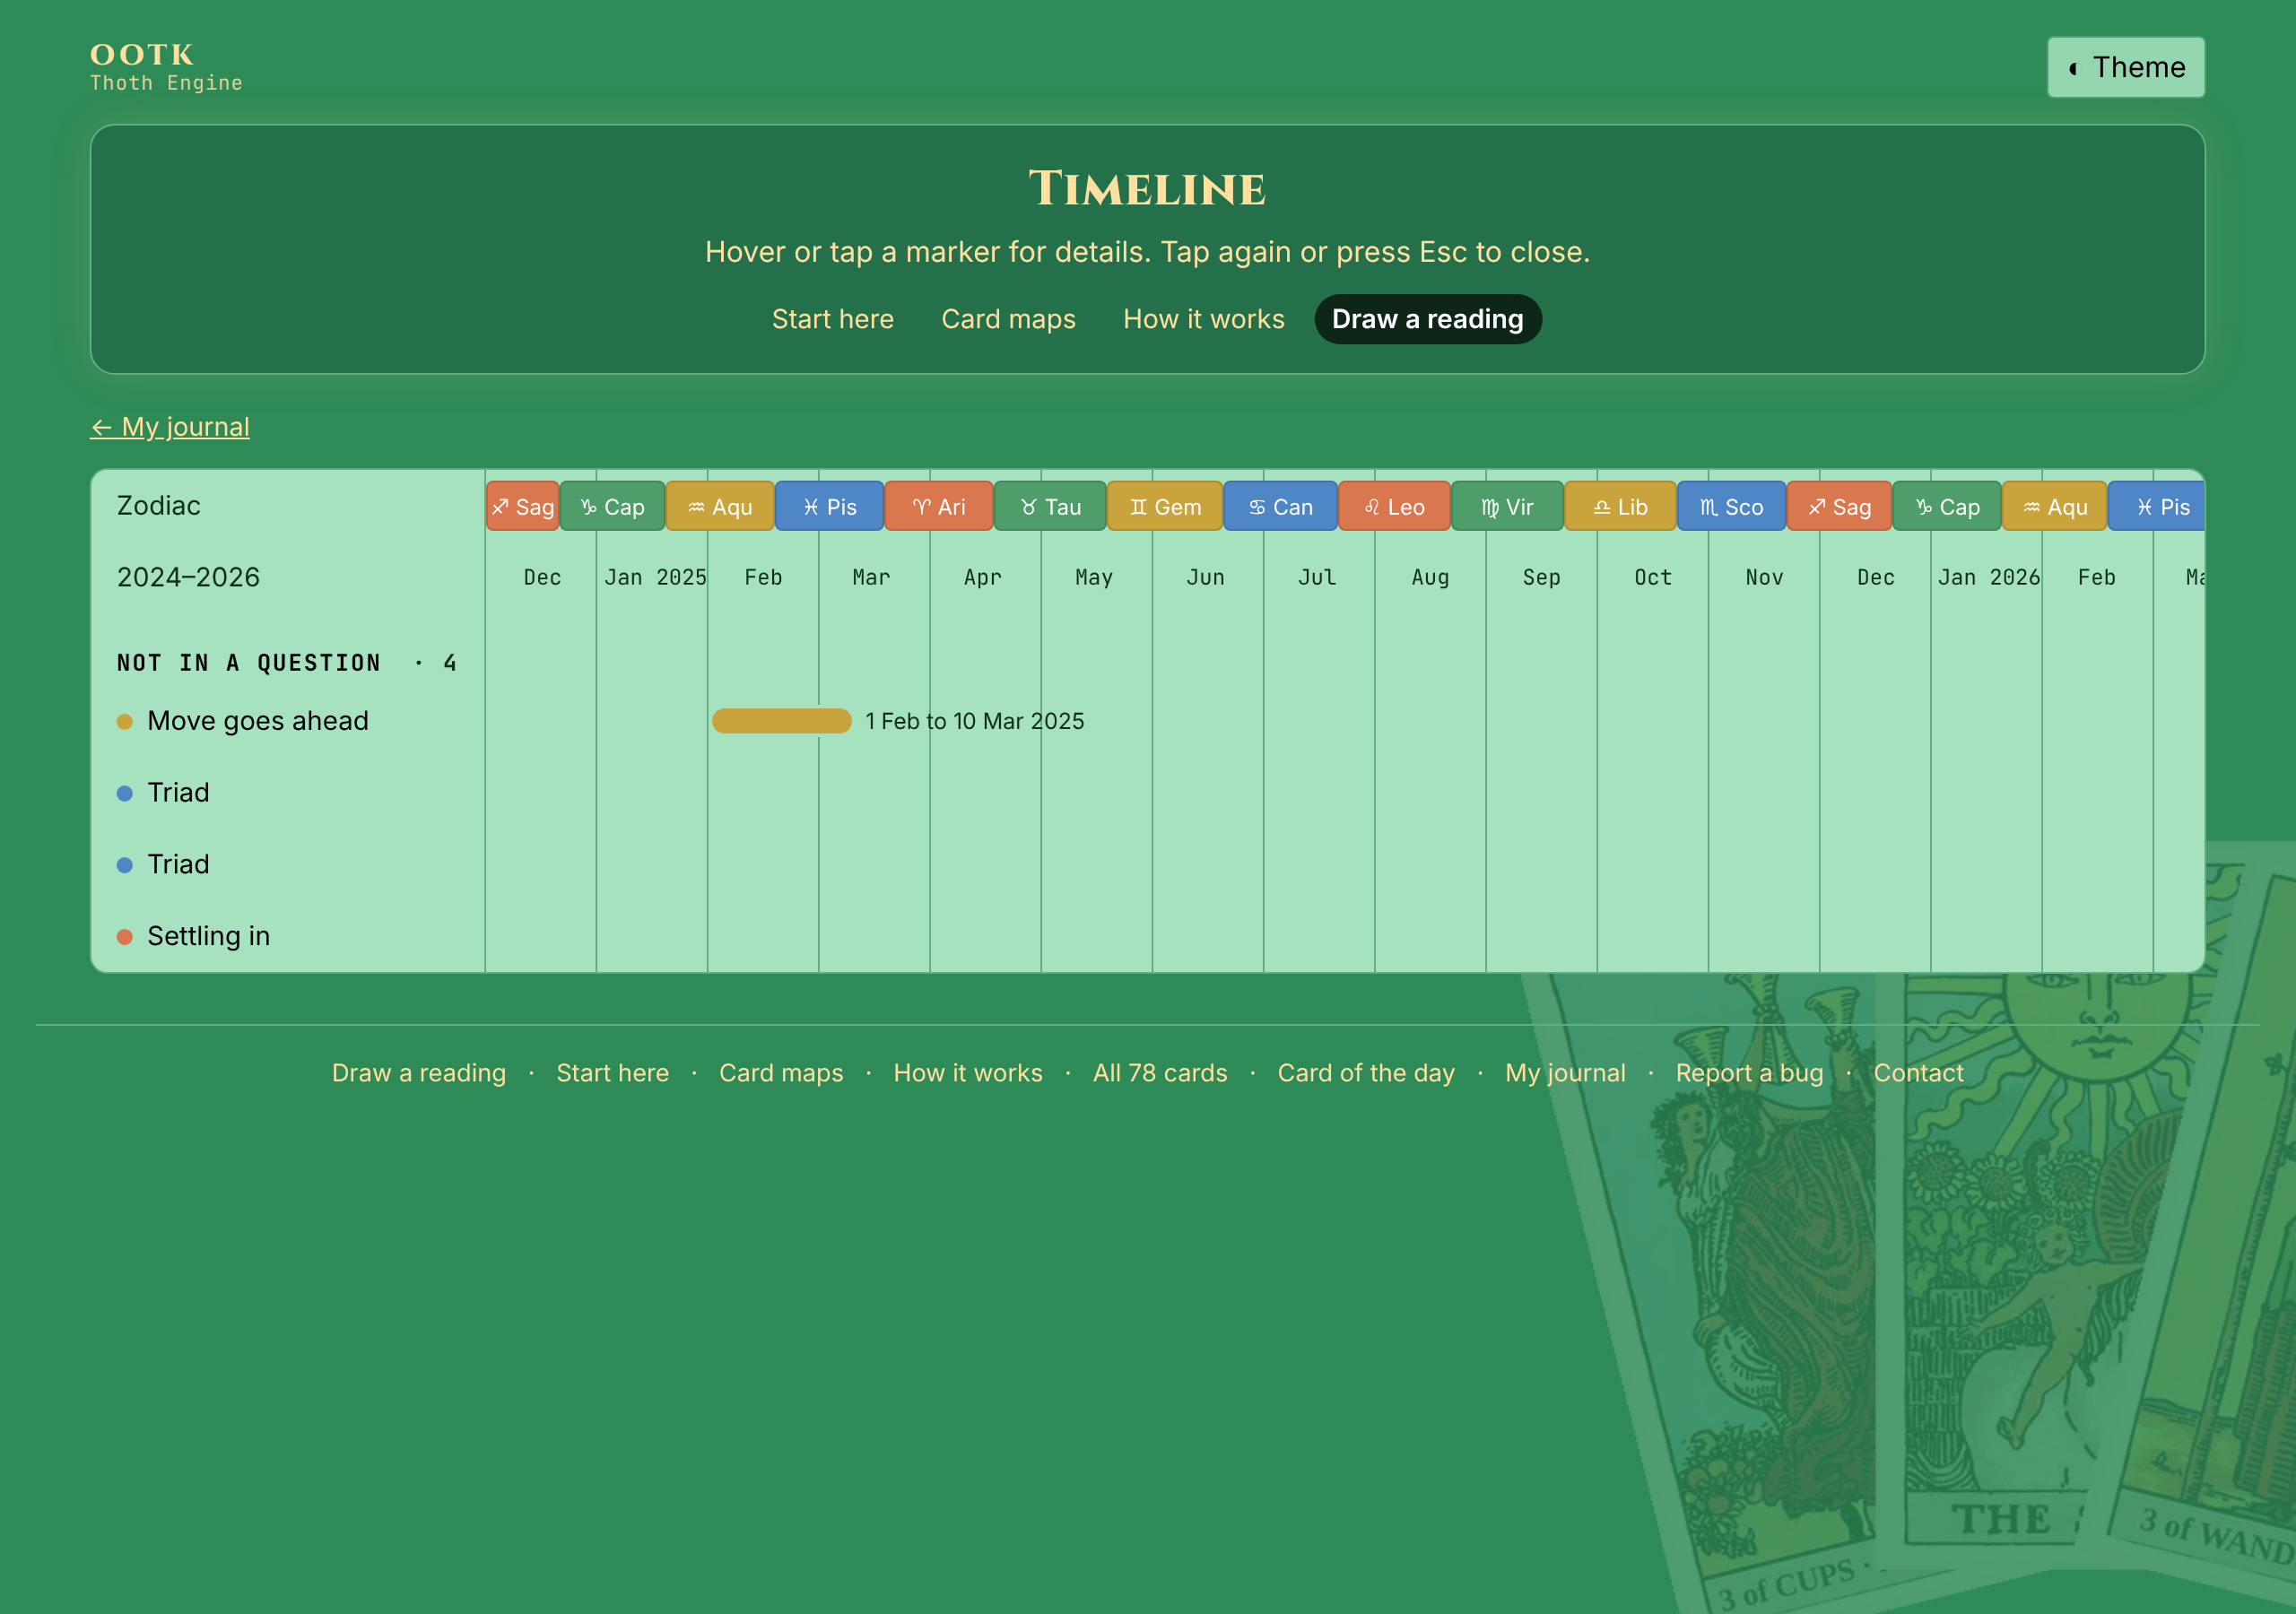 OOTK
Thoth Engine
◖ Theme
Timeline
Hover or tap a marker for details. Tap again or press Esc to close.
Start here Card maps How it works Draw a reading
← My journal
Zodiac ♐ Sag ♑ Cap ♒ Aqu ♓ Pis ♈ Ari ♉ Tau ♊ Gem ♋ Can ♌ Leo ♍ Vir ♎ Lib ♏ Sco ♐ Sag ♑ Cap ♒ Aqu ♓ Pis
2024–2026 Dec Jan 2025 Feb Mar Apr May Jun Jul Aug Sep Oct Nov Dec Jan 2026 Feb
NOT IN A QUESTION · 4
Move goes ahead 1 Feb to 10 Mar 2025
Triad
Triad
Settling in
Draw a reading · Start here · Card maps · How it works · All 78 cards · Card of the day · My journal · Report a bug · Contact
THE
3 of CUPS ·
3 of WAND